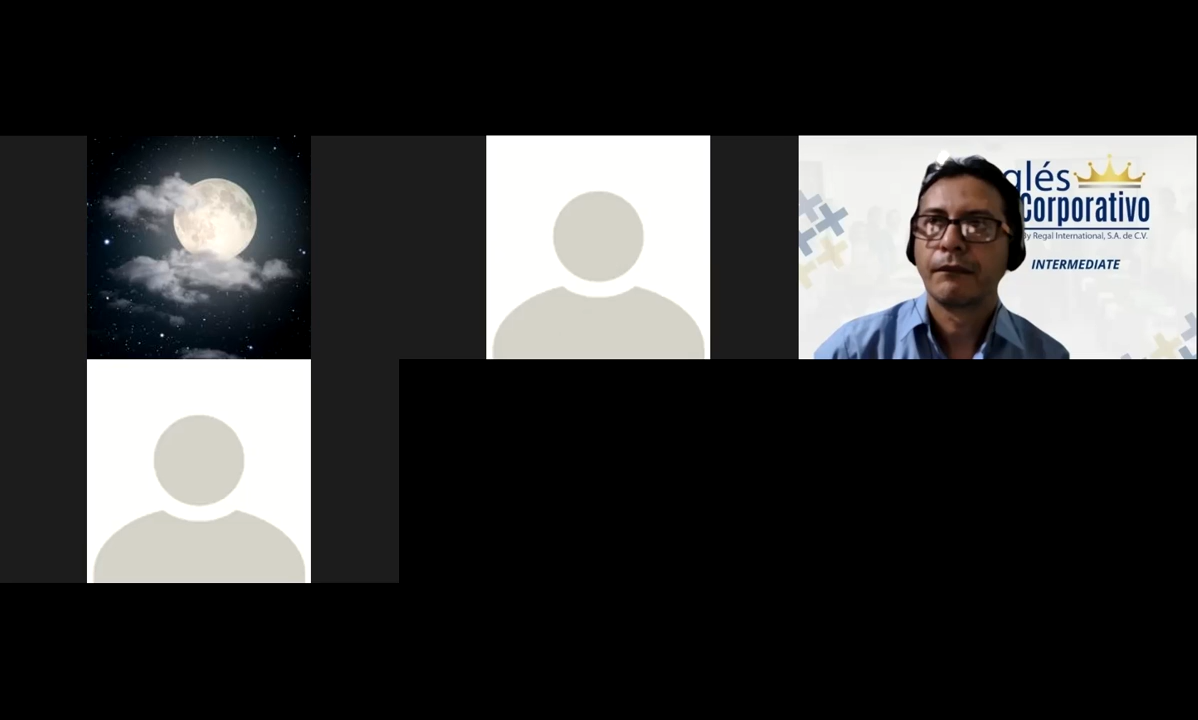 glés
Corporativo
By Regal International, S.A. de C.V.
INTERMEDIATE